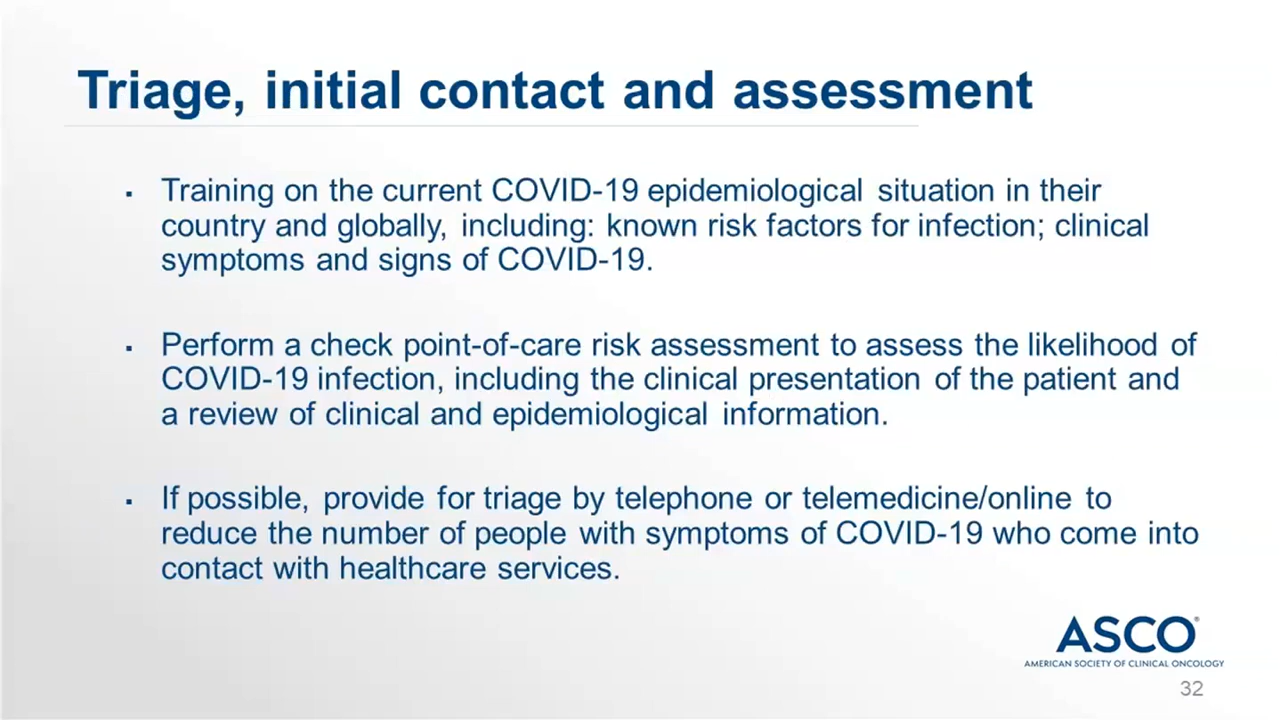 Triage, initial contact and assessment
▪ Training on the current COVID-19 epidemiological situation in their
country and globally, including: known risk factors for infection; clinical
symptoms and signs of COVID-19.
▪ Perform a check point-of-care risk assessment to assess the likelihood of
COVID-19 infection, including the clinical presentation of the patient and
a review of clinical and epidemiological information.
▪ If possible, provide for triage by telephone or telemedicine/online to
reduce the number of people with symptoms of COVID-19 who come into
contact with healthcare services.
ASCO®
AMERICAN SOCIETY OF CLINICAL ONCOLOGY
32